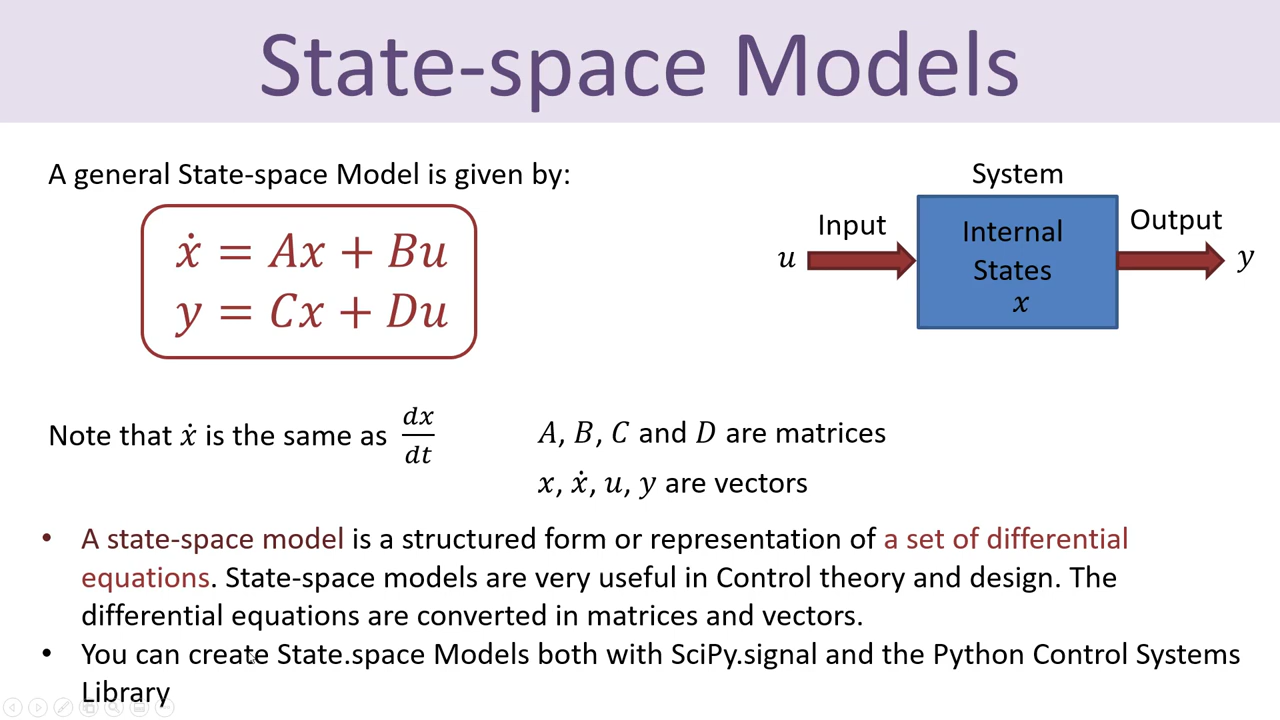 State-space Models
A general State-space Model is given by:
ẋ = Ax + Bu
y = Cx + Du
System
Input
Output
u
Internal
States
x
y
Note that ẋ is the same as dx/dt
A, B, C and D are matrices
x, ẋ, u, y are vectors
• A state-space model is a structured form or representation of a set of differential
equations. State-space models are very useful in Control theory and design. The
differential equations are converted in matrices and vectors.
• You can create State.space Models both with SciPy.signal and the Python Control Systems
Library